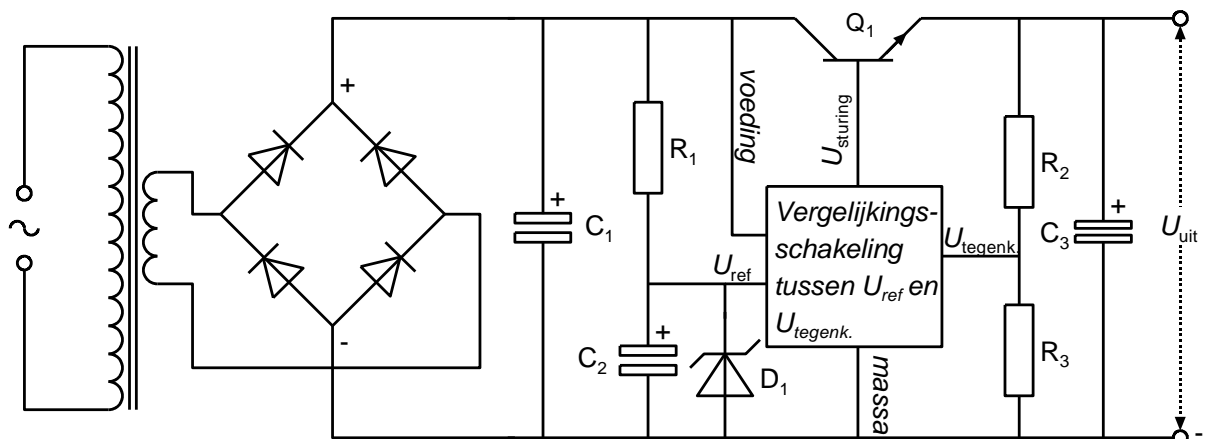 Q1
+
voeding
Usturing
R1
R2
+
C1
Vergelijkings-
schakeling
tussen Uref en
Utegenk.
Utegenk.
+
C3
Uuit
~
Uref
-
+
C2
D1
massa
R3
-